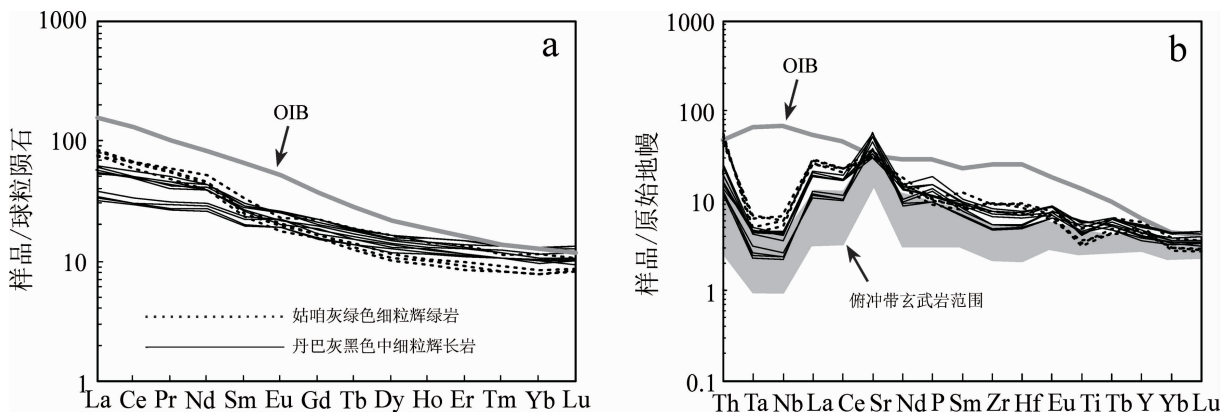 1000
100
10
1
样品/球粒陨石
a
OIB
姑咱灰绿色细粒辉绿岩
丹巴灰黑色中细粒辉长岩
La Ce Pr Nd Sm Eu Gd Tb Dy Ho Er Tm Yb Lu
1000
100
10
1
0.1
样品/原始地幔
b
OIB
俯冲带玄武岩范围
Th Ta Nb La Ce Sr Nd P Sm Zr Hf Eu Ti Tb Y Yb Lu